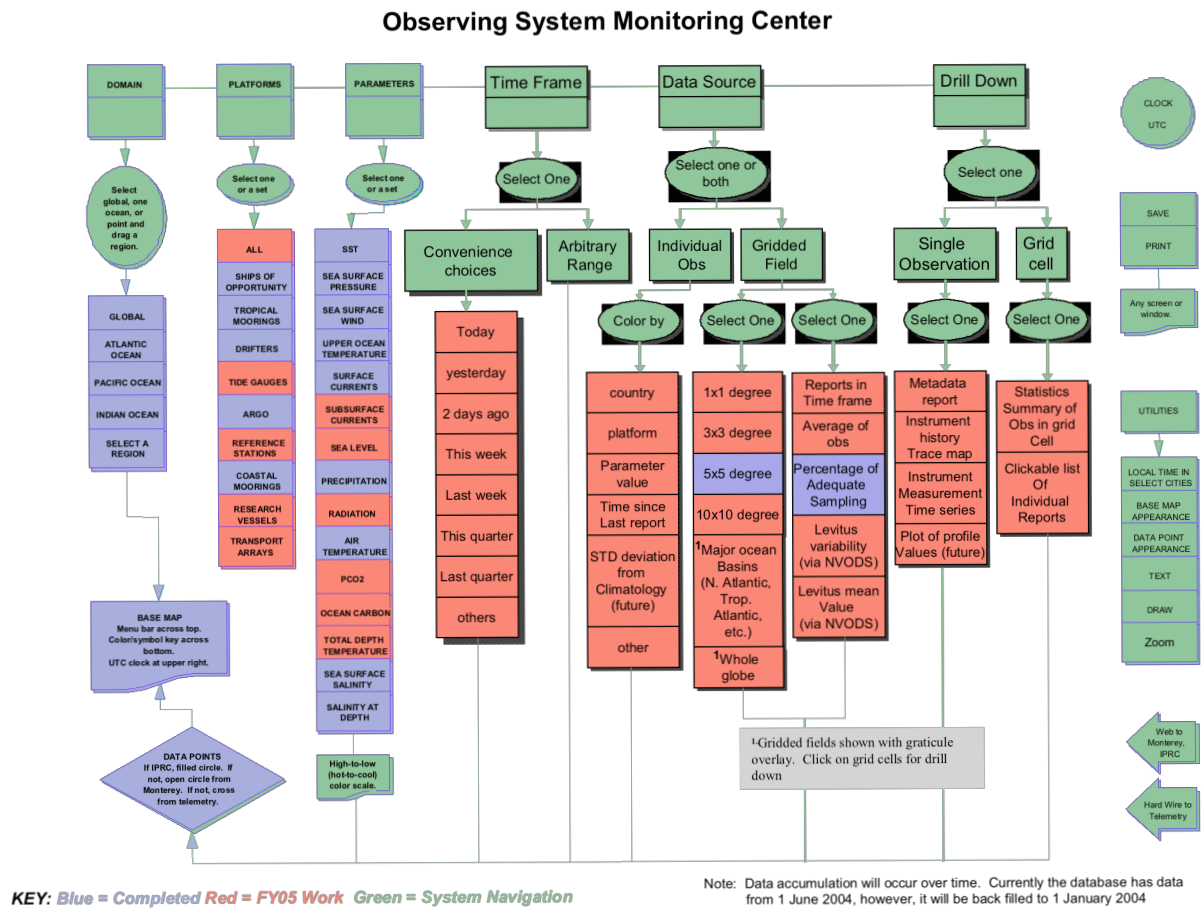 Observing System Monitoring Center
DOMAIN
PLATFORMS
PARAMETERS
Time Frame
Data Source
Drill Down
CLOCK
UTC
Select
global, one
ocean, or
point and
drag a
region.
Select one
or a set
Select one
or a set
Select One
Select one or
both
Select one
SAVE
PRINT
Any screen or
window.
GLOBAL
ATLANTIC
OCEAN
PACIFIC OCEAN
INDIAN OCEAN
SELECT A
REGION
ALL
SHIPS OF
OPPORTUNITY
TROPICAL
MOORINGS
DRIFTERS
TIDE GAUGES
ARGO
REFERENCE
STATIONS
COASTAL
MOORINGS
RESEARCH
VESSELS
TRANSPORT
ARRAYS
SST
SEA SURFACE
PRESSURE
SEA SURFACE
WIND
UPPER OCEAN
TEMPERATURE
SURFACE
CURRENTS
SUBSURFACE
CURRENTS
SEA LEVEL
PRECIPITATION
RADIATION
AIR
TEMPERATURE
PCO2
OCEAN CARBON
TOTAL DEPTH
TEMPERATURE
SEA SURFACE
SALINITY
SALINITY AT
DEPTH
High-to-low
(hot-to-cool)
color scale.
Convenience
choices
Arbitrary
Range
Today
yesterday
2 days ago
This week
Last week
This quarter
Last quarter
others
Individual
Obs
Gridded
Field
Color by
Select One
Select One
country
platform
Parameter
value
Time since
Last report
STD deviation
from
Climatology
(future)
other
1x1 degree
3x3 degree
5x5 degree
10x10 degree
1Major ocean
Basins
(N. Atlantic,
Trop.
Atlantic,
etc.)
1Whole
globe
Reports in
Time frame
Average of
obs
Percentage of
Adequate
Sampling
Levitus
variability
(via NVODS)
Levitus mean
Value
(via NVODS)
Single
Observation
Grid
cell
Select One
Select One
Metadata
report
Instrument
history
Trace map
Instrument
Measurement
Time series
Plot of profile
Values (future)
Statistics
Summary of
Obs in grid
Cell
Clickable list
Of
Individual
Reports
UTILITIES
LOCAL TIME IN
SELECT CITIES
BASE MAP
APPEARANCE
DATA POINT
APPEARANCE
TEXT
DRAW
Zoom
BASE MAP
Menu bar across top.
Color/symbol key across
bottom.
UTC clock at upper right.
DATA POINTS
If IPRC, filled circle. If
not, open circle from
Monterey. If not, cross
from telemetry.
1-Gridded fields shown with graticule
overlay. Click on grid cells for drill
down
Web to
Monterey,
IPRC
Hard Wire to
Telemetry
KEY: Blue = Completed Red = FY05 Work Green = System Navigation
Note: Data accumulation will occur over time. Currently the database has data
from 1 June 2004, however, it will be back filled to 1 January 2004